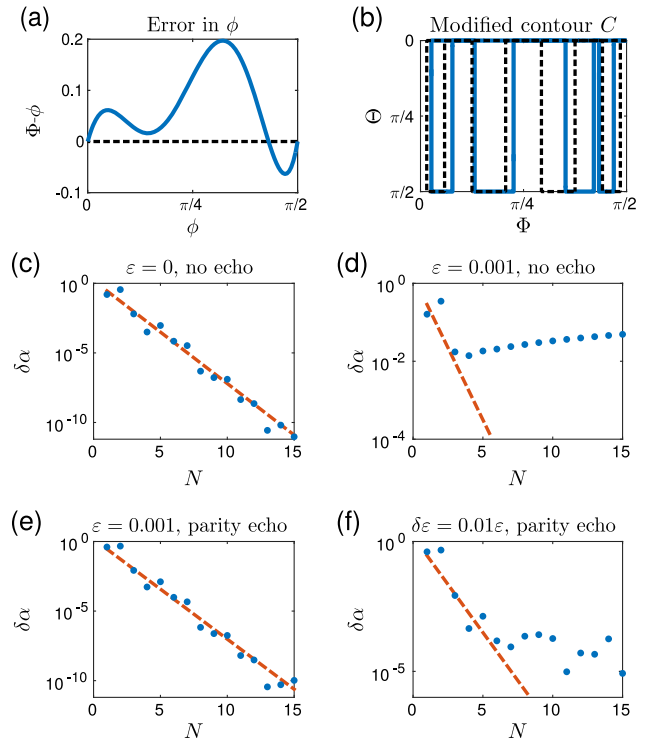 (a) Error in ϕ
0.2
0.1
0
-0.1
Φ-ϕ
0 π/4 π/2
ϕ
(b) Modified contour C
0
π/4
π/2
Θ
0 π/4 π/2
Φ
(c) ε = 0, no echo
10^0
10^-5
10^-10
δα
0 5 10 15
N
(d) ε = 0.001, no echo
10^0
10^-2
10^-4
δα
0 5 10 15
N
(e) ε = 0.001, parity echo
10^0
10^-5
10^-10
δα
0 5 10 15
N
(f) δε = 0.01ε, parity echo
10^0
10^-5
δα
0 5 10 15
N